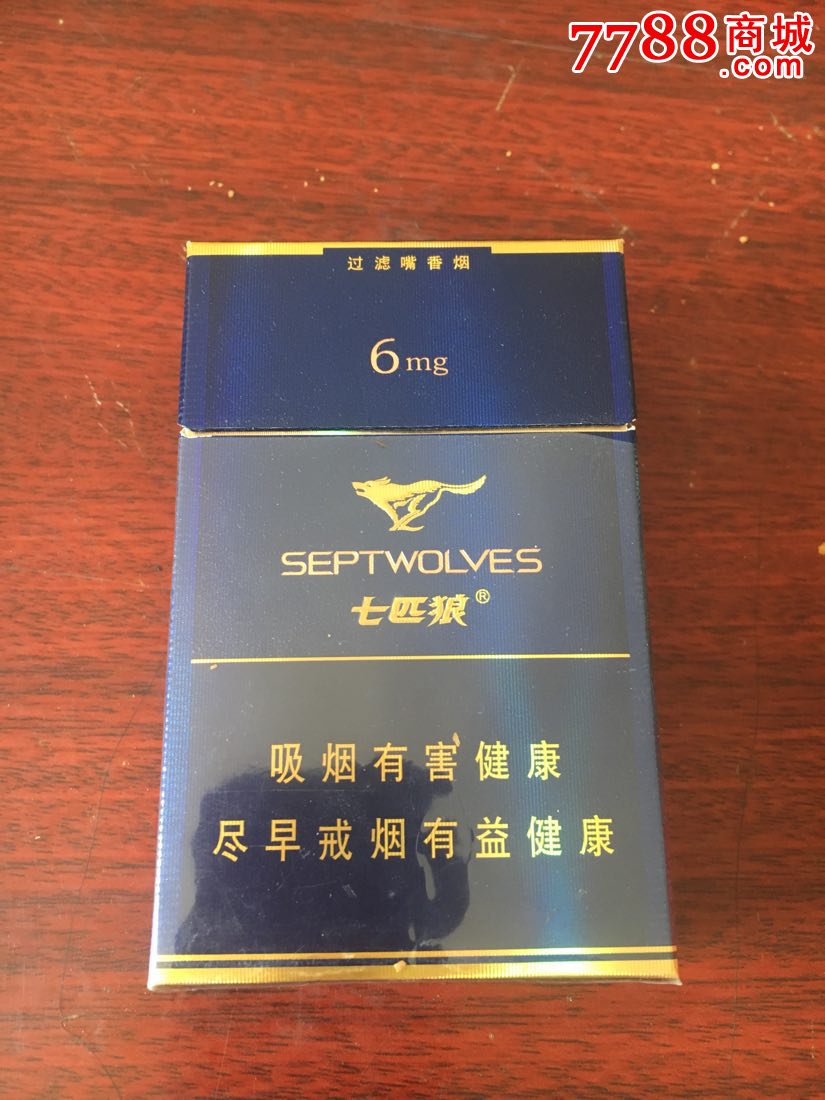 7788商城
.com
过滤嘴香烟
6mg
SEPTWOLVES
七匹狼®
吸烟有害健康
尽早戒烟有益健康